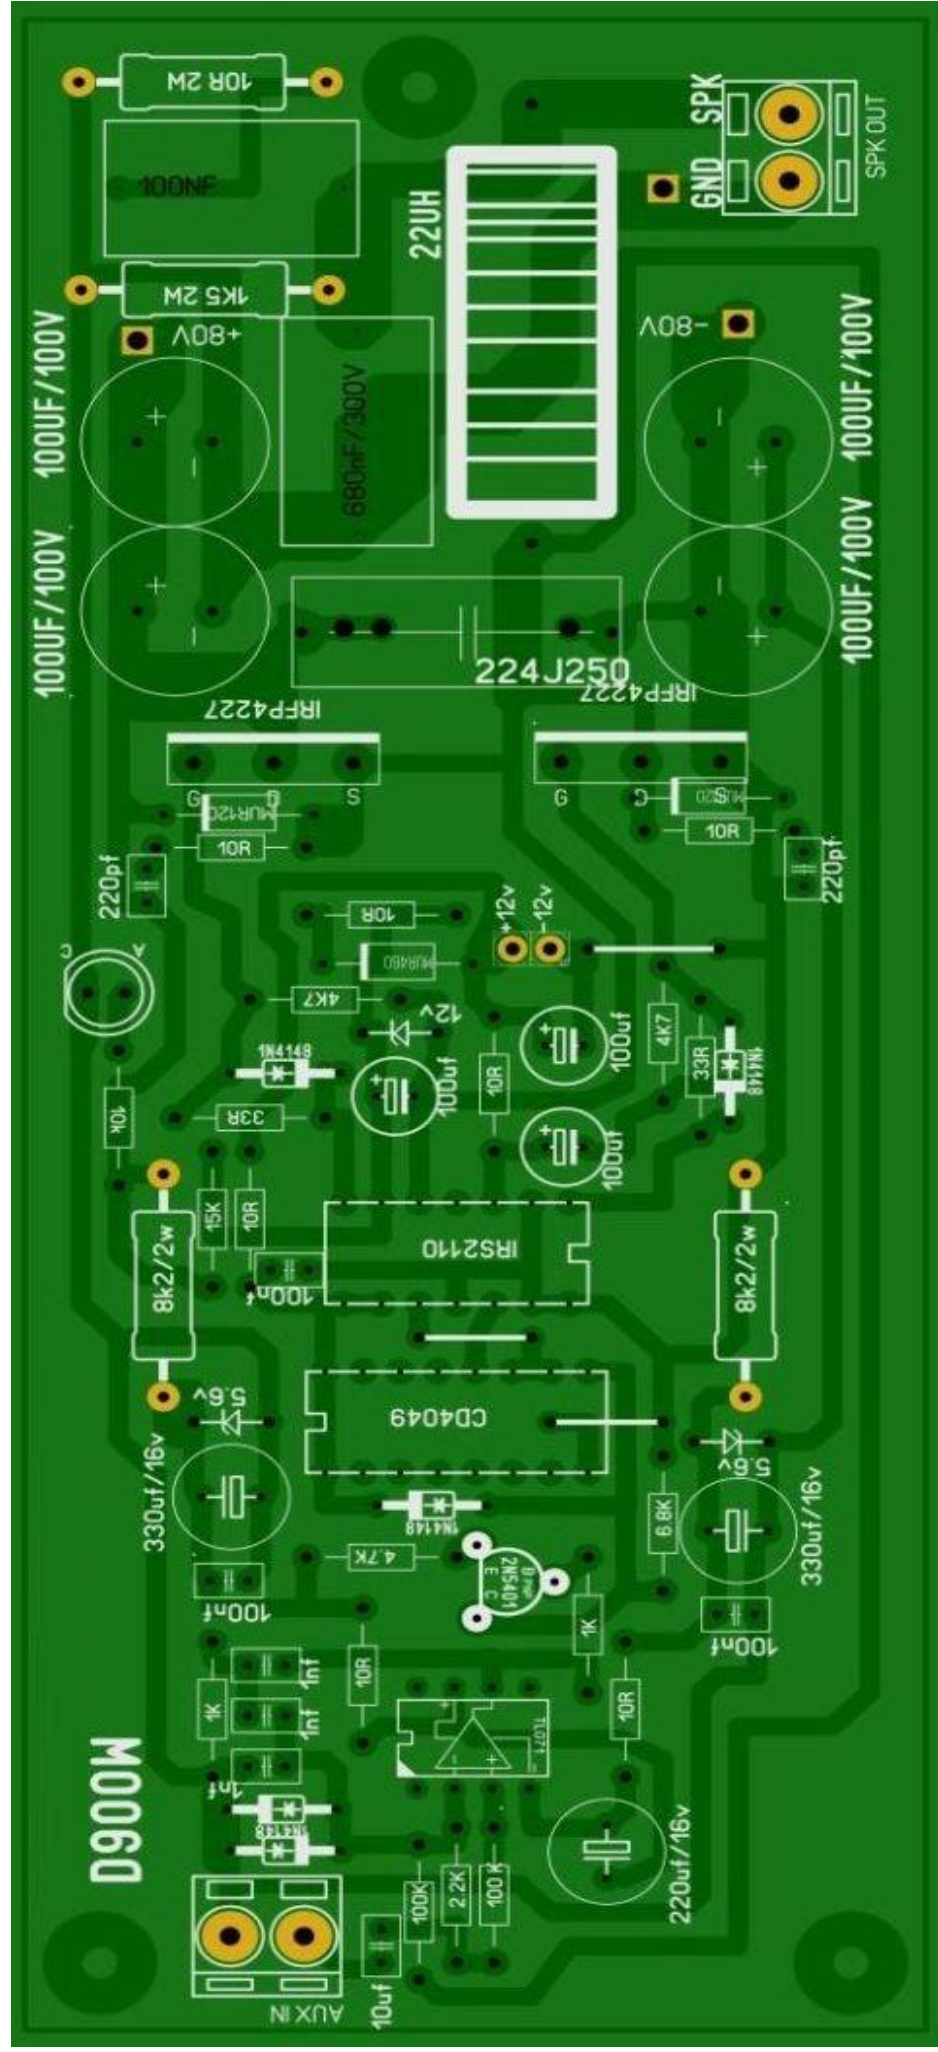 10R 2W
SPK
GND
SPK OUT
100NF
22UH
1K5 2W
+80V
-80V
100UF/100V
100UF/100V
680nF/300V
100UF/100V
100UF/100V
224J250
IRFP4227
IRFP4227
G D S
G D S
MUR120
MUR120
10R
10R
220pf
220pf
10R
+12v
-12v
MUR460
4K7
12v
4K7
33R
1N4148
1N4148
100uf
100uf
10R
10k
33R
100uf
15K
10R
8k2/2w
IRS2110
8k2/2w
100nf
5.6v
CD4049
5.6v
330uf/16v
1N4148
6.8K
330uf/16v
4.7K
2N5401
E C
100nf
100nf
1K
1nf
10R
1K
1nf
10R
TL071
1nf
D600M
1N4148
220uf/16v
100K
2.2K
100 K
10uf
AUX IN